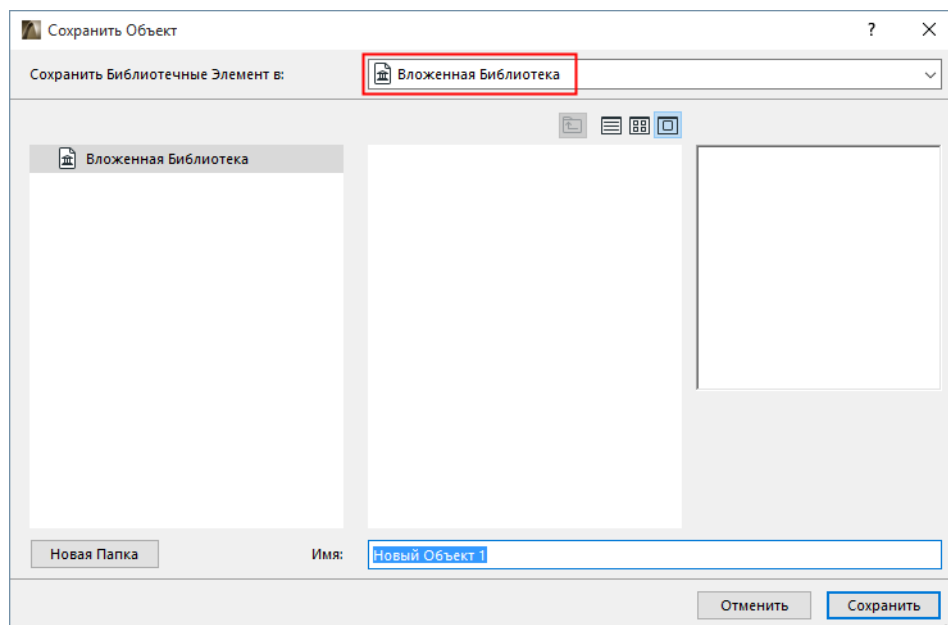 Сохранить Объект
Сохранить Библиотечные Элемент в:
Вложенная Библиотека
Вложенная Библиотека
Новая Папка
Имя:
Новый Объект 1
Отменить
Сохранить